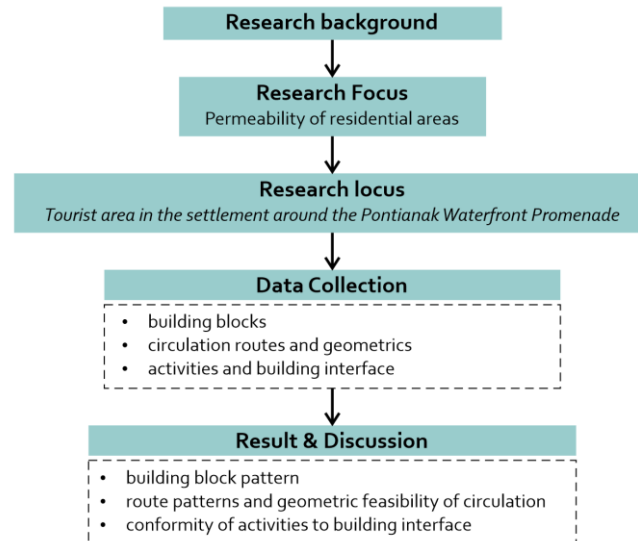 Research background
Research Focus
Permeability of residential areas
Research locus
Tourist area in the settlement around the Pontianak Waterfront Promenade
Data Collection
• building blocks
• circulation routes and geometrics
• activities and building interface
Result & Discussion
• building block pattern
• route patterns and geometric feasibility of circulation
• conformity of activities to building interface